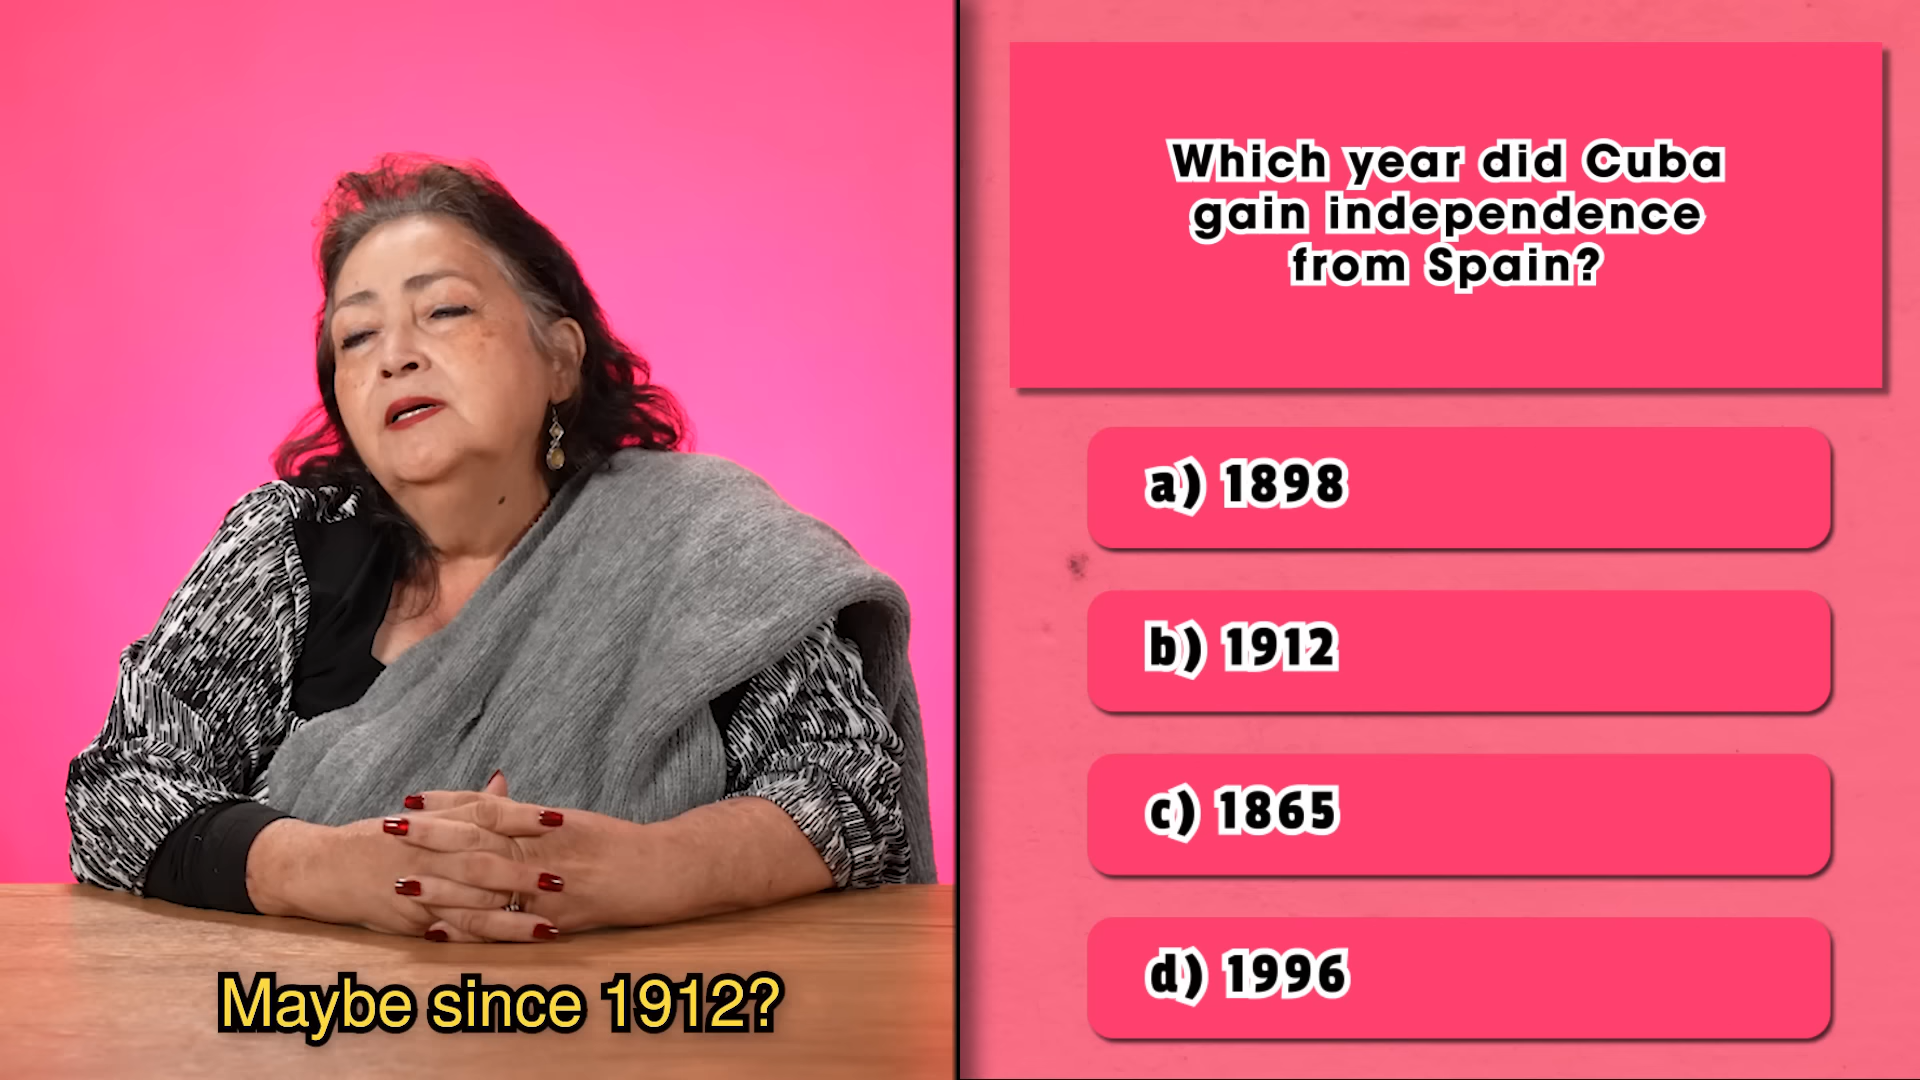 Which year did Cuba
gain independence
from Spain?
a) 1898
b) 1912
c) 1865
d) 1996
Maybe since 1912?